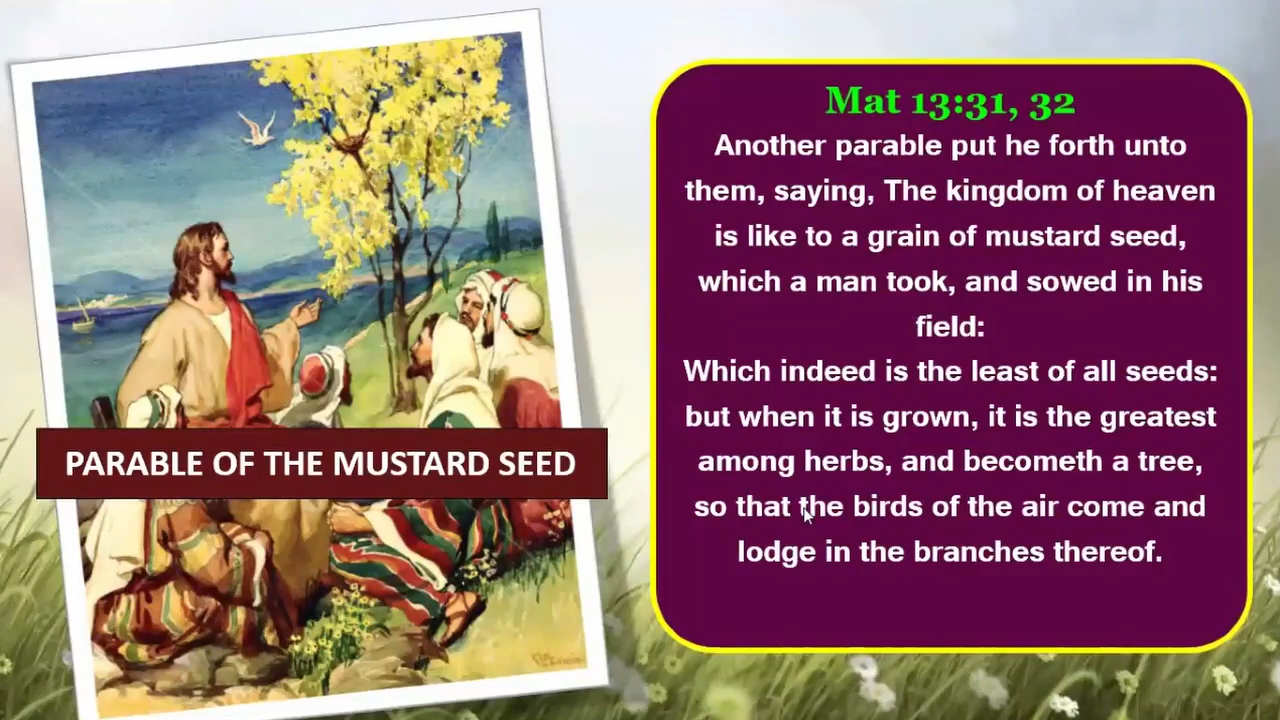 PARABLE OF THE MUSTARD SEED
Mat 13:31, 32
Another parable put he forth unto
them, saying, The kingdom of heaven
is like to a grain of mustard seed,
which a man took, and sowed in his
field:
Which indeed is the least of all seeds:
but when it is grown, it is the greatest
among herbs, and becometh a tree,
so that the birds of the air come and
lodge in the branches thereof.